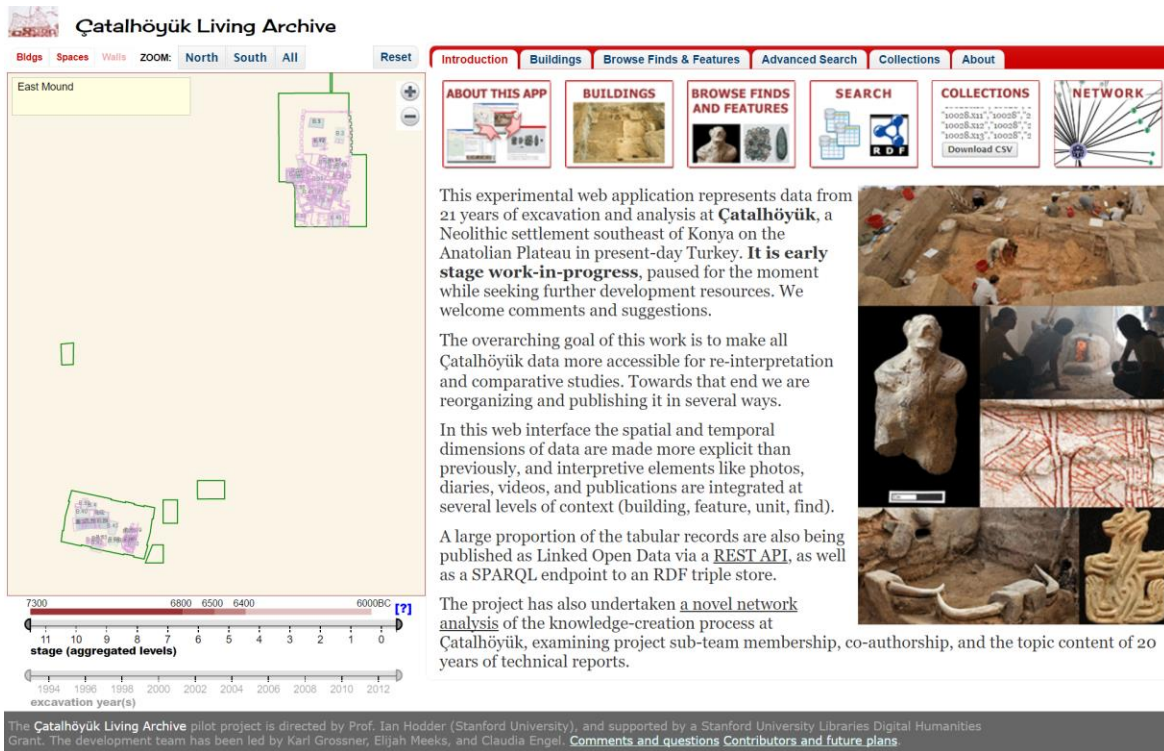 Çatalhöyük Living Archive
Bldgs Spaces Walls ZOOM: North South All Reset
East Mound
7300 6800 6500 6400 6000BC [?]
11 10 9 8 7 6 5 4 3 2 1 0
stage (aggregated levels)
1994 1996 1998 2000 2002 2004 2006 2008 2010 2012
excavation year(s)
Introduction Buildings Browse Finds & Features Advanced Search Collections About
ABOUT THIS APP
BUILDINGS
BROWSE FINDS
AND FEATURES
SEARCH
RDF
COLLECTIONS
"10028.x12","10028","2
"10028.x13","10028","2
Download CSV
NETWORK
This experimental web application represents data from
21 years of excavation and analysis at Çatalhöyük, a
Neolithic settlement southeast of Konya on the
Anatolian Plateau in present-day Turkey. It is early
stage work-in-progress, paused for the moment
while seeking further development resources. We
welcome comments and suggestions.
The overarching goal of this work is to make all
Çatalhöyük data more accessible for re-interpretation
and comparative studies. Towards that end we are
reorganizing and publishing it in several ways.
In this web interface the spatial and temporal
dimensions of data are made more explicit than
previously, and interpretive elements like photos,
diaries, videos, and publications are integrated at
several levels of context (building, feature, unit, find).
A large proportion of the tabular records are also being
published as Linked Open Data via a REST API, as well
as a SPARQL endpoint to an RDF triple store.
The project has also undertaken a novel network
analysis of the knowledge-creation process at
Çatalhöyük, examining project sub-team membership, co-authorship, and the topic content of 20
years of technical reports.
The Çatalhöyük Living Archive pilot project is directed by Prof. Ian Hodder (Stanford University), and supported by a Stanford University Libraries Digital Humanities
Grant. The development team has been led by Karl Grossner, Elijah Meeks, and Claudia Engel. Comments and questions Contributors and future plans.